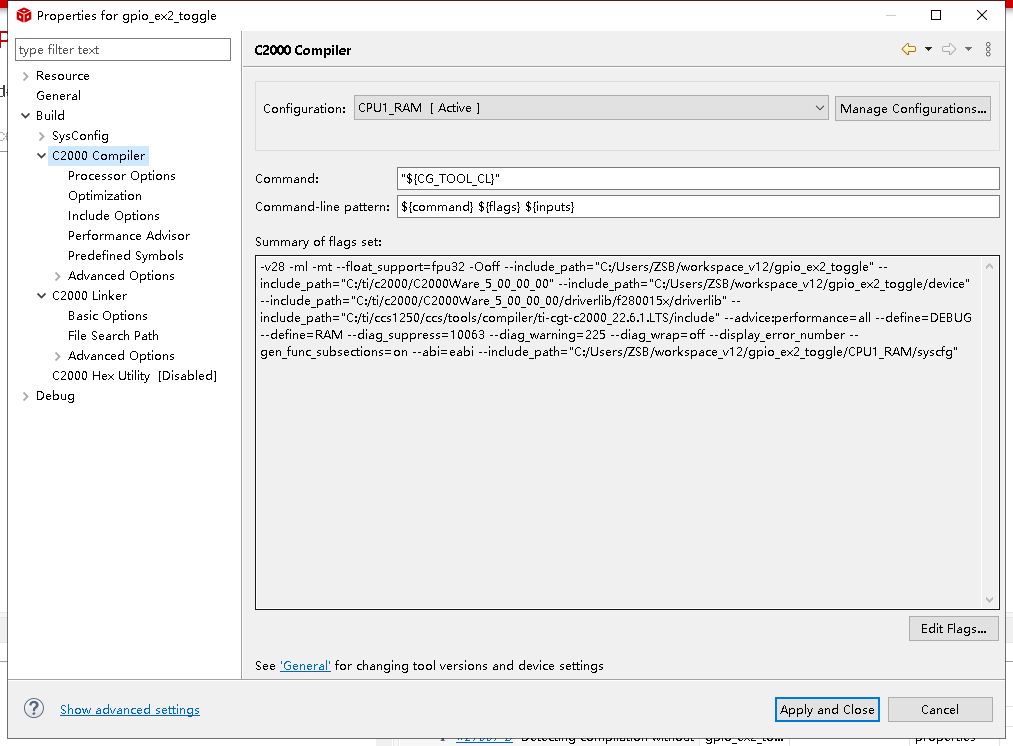 Properties for gpio_ex2_toggle
type filter text
Resource
General
Build
SysConfig
C2000 Compiler
Processor Options
Optimization
Include Options
Performance Advisor
Predefined Symbols
Advanced Options
C2000 Linker
Basic Options
File Search Path
Advanced Options
C2000 Hex Utility [Disabled]
Debug
C2000 Compiler
Configuration: CPU1_RAM [ Active ] Manage Configurations...
Command: "${CG_TOOL_CL}"
Command-line pattern: ${command} ${flags} ${inputs}
Summary of flags set:
-v28 -ml -mt --float_support=fpu32 -Ooff --include_path="C:/Users/ZSB/workspace_v12/gpio_ex2_toggle" --
include_path="C:/ti/c2000/C2000Ware_5_00_00_00" --include_path="C:/Users/ZSB/workspace_v12/gpio_ex2_toggle/device"
--include_path="C:/ti/c2000/C2000Ware_5_00_00_00/driverlib/f280015x/driverlib" --
include_path="C:/ti/ccs1250/ccs/tools/compiler/ti-cgt-c2000_22.6.1.LTS/include" --advice:performance=all --define=DEBUG
--define=RAM --diag_suppress=10063 --diag_warning=225 --diag_wrap=off --display_error_number --
gen_func_subsections=on --abi=eabi --include_path="C:/Users/ZSB/workspace_v12/gpio_ex2_toggle/CPU1_RAM/syscfg"
Edit Flags...
See 'General' for changing tool versions and device settings
Show advanced settings
Apply and Close
Cancel